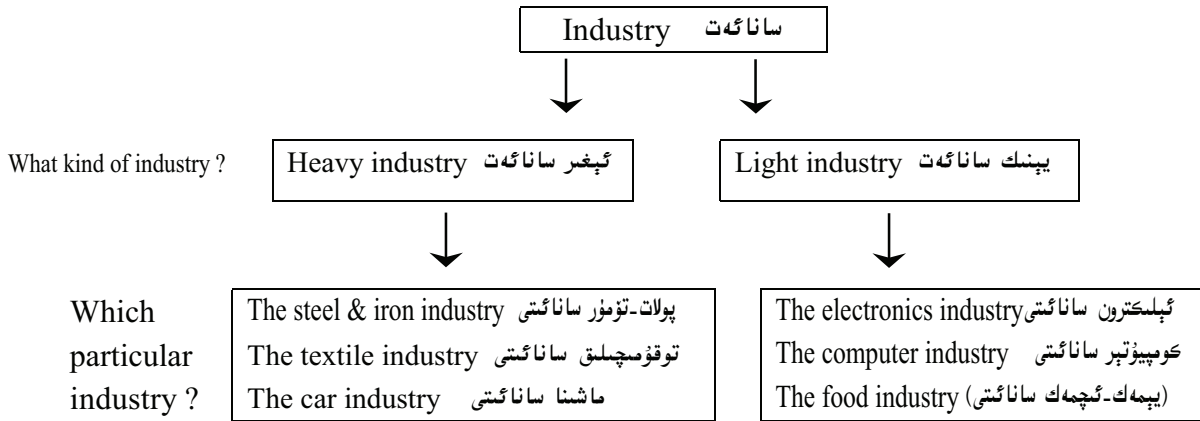 Industry سانائەت
What kind of industry ?
Heavy industry ئېغىر سانائەت
Light industry يېنىك سانائەت
Which
particular
industry ?
The steel & iron industry پولات-تۆمۈر سانائىتى
The textile industry توقۇمىچىلىق سانائىتى
The car industry ماشىنا سانائىتى
The electronics industry ئېلىكترون سانائىتى
The computer industry كومپيۇتېر سانائىتى
The food industry (يېمەك-ئىچمەك سانائىتى)